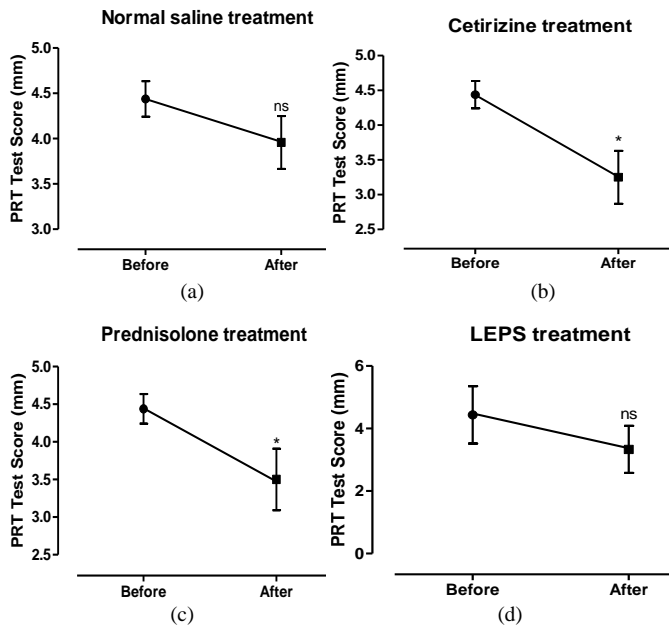 Normal saline treatment
PRT Test Score (mm)
5.0
4.5
4.0
3.5
3.0
ns
Before
After
(a)
Cetirizine treatment
PRT Test Score (mm)
5.0
4.5
4.0
3.5
3.0
2.5
*
Before
After
(b)
Prednisolone treatment
PRT Test Score (mm)
5.0
4.5
4.0
3.5
3.0
2.5
*
Before
After
(c)
LEPS treatment
PRT Test Score (mm)
6
4
2
0
ns
Before
After
(d)